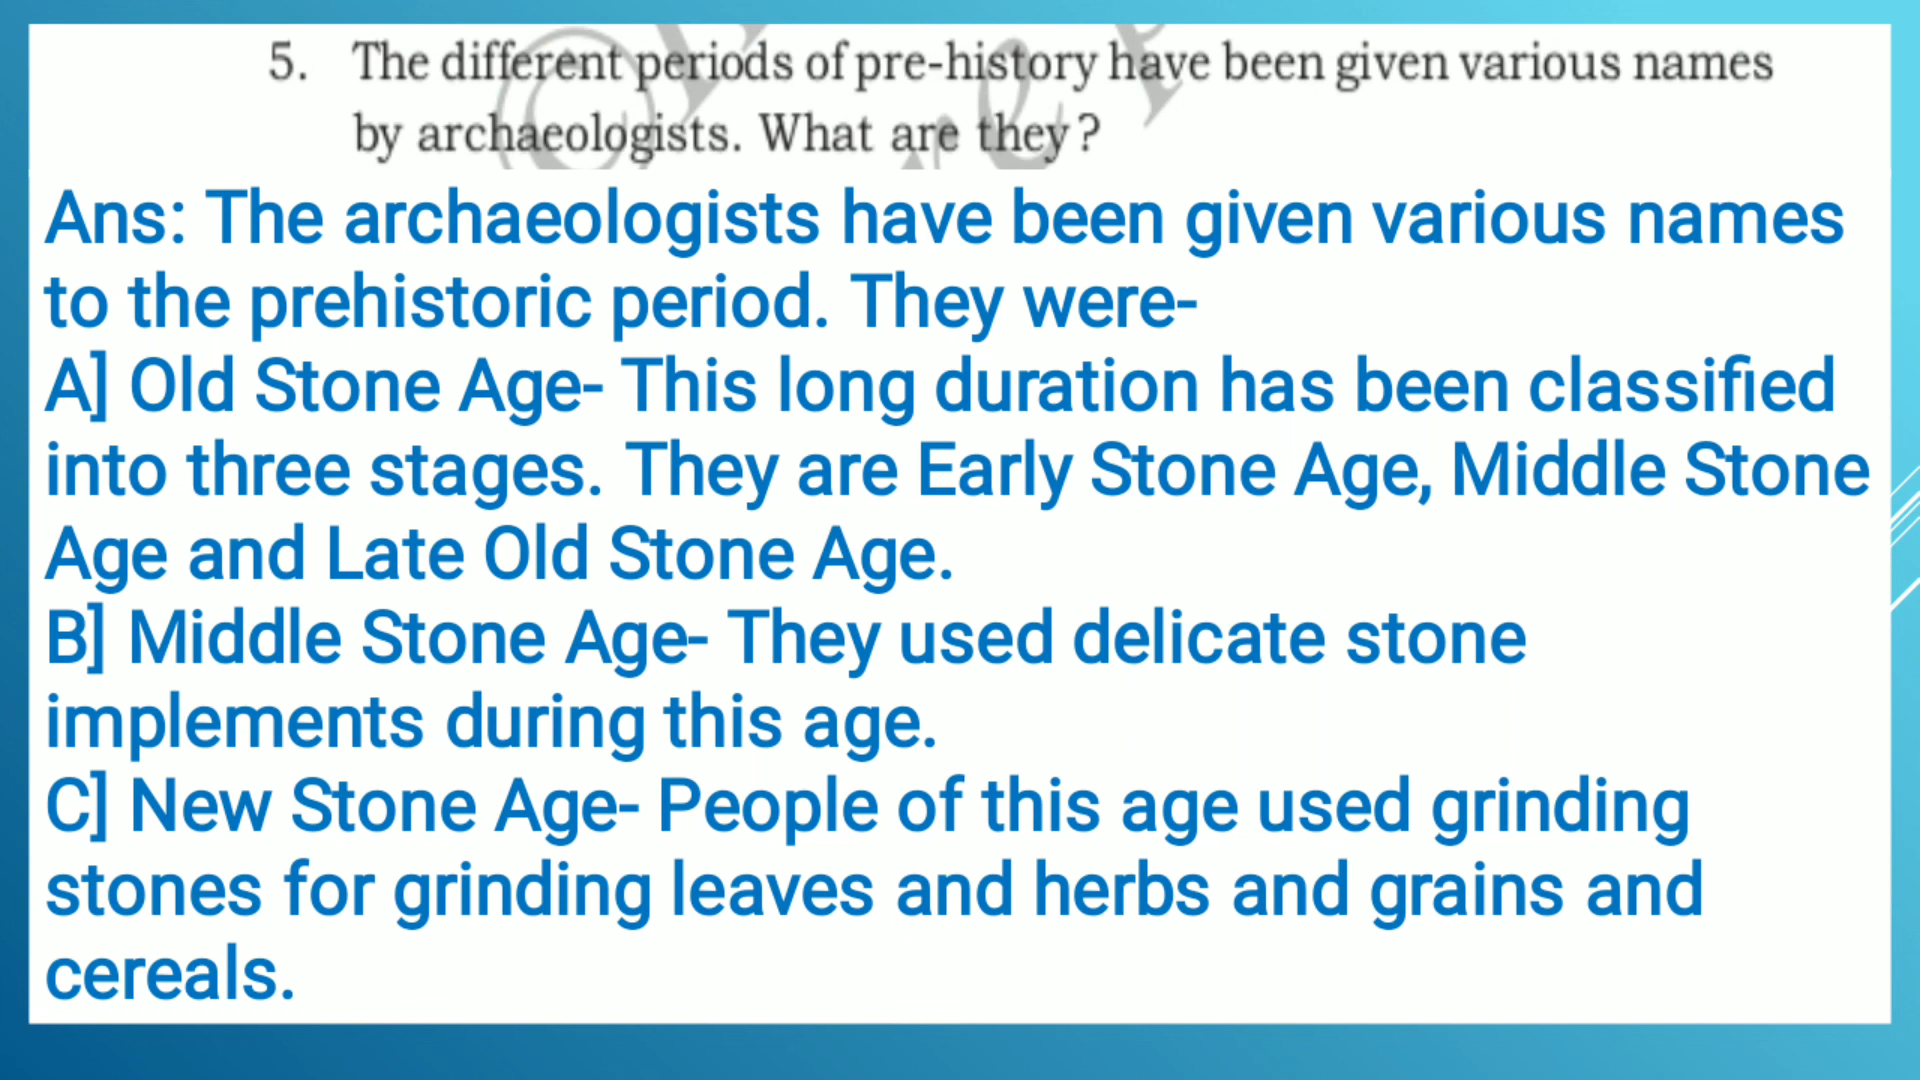 5. The different periods of pre-history have been given various names
by archaeologists. What are they?
Ans: The archaeologists have been given various names
to the prehistoric period. They were-
A] Old Stone Age- This long duration has been classified
into three stages. They are Early Stone Age, Middle Stone
Age and Late Old Stone Age.
B] Middle Stone Age- They used delicate stone
implements during this age.
C] New Stone Age- People of this age used grinding
stones for grinding leaves and herbs and grains and
cereals.